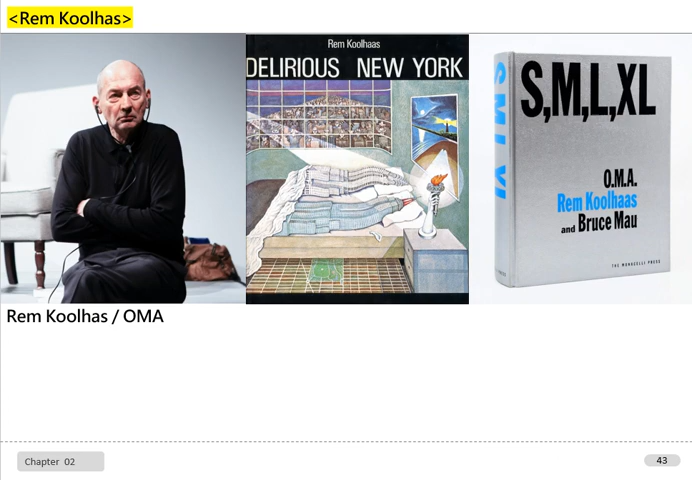 <Rem Koolhas>
Rem Koolhaas
DELIRIOUS NEW YORK
S,M,L,XL
S,M,L,XL
O.M.A.
Rem Koolhaas
and Bruce Mau
THE MONACELLI PRESS
Rem Koolhas / OMA
Chapter 02
43